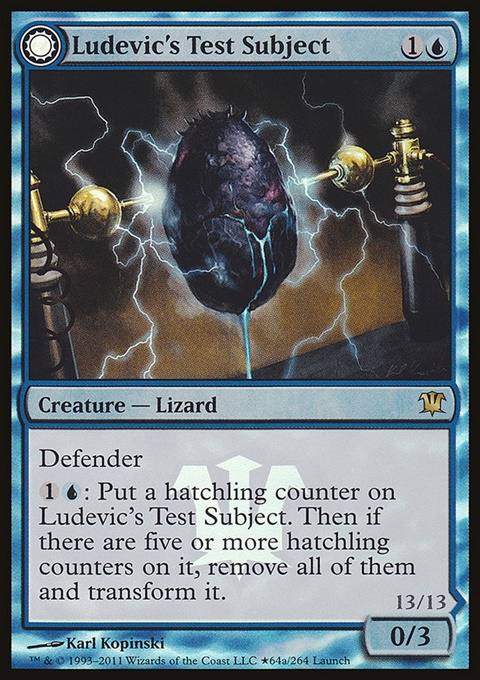 Ludevic's Test Subject 1
Creature — Lizard
Defender
1 : Put a hatchling counter on
Ludevic's Test Subject. Then if
there are five or more hatchling
counters on it, remove all of them
and transform it.
13/13
0/3
Karl Kopinski
™ & © 1993–2011 Wizards of the Coast LLC ★64a/264 Launch